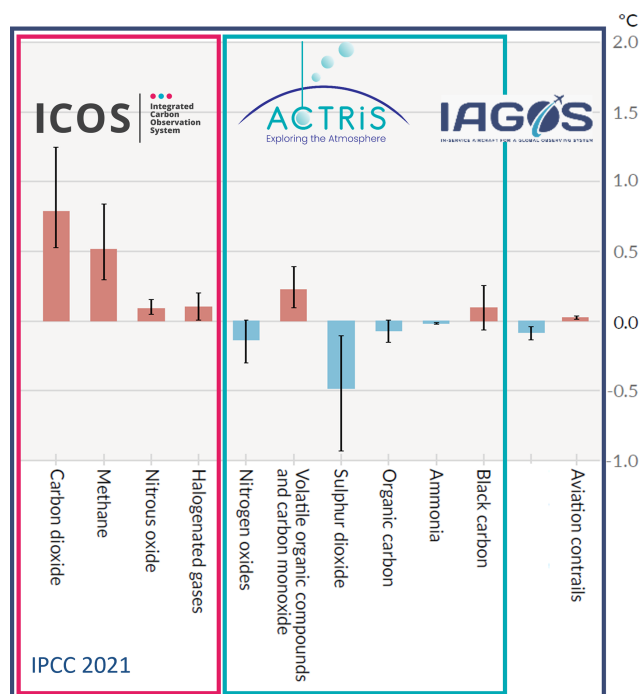 °C
2.0
1.5
1.0
0.5
0.0
-0.5
-1.0
ICOS
Integrated
Carbon
Observation
System
ACTRiS
Exploring the Atmosphere
IAGOS
IN-SERVICE AIRCRAFT FOR A GLOBAL OBSERVING SYSTEM
Carbon dioxide
Methane
Nitrous oxide
Halogenated gases
Nitrogen oxides
Volatile organic compounds
and carbon monoxide
Sulphur dioxide
Organic carbon
Ammonia
Black carbon
Aviation contrails
IPCC 2021